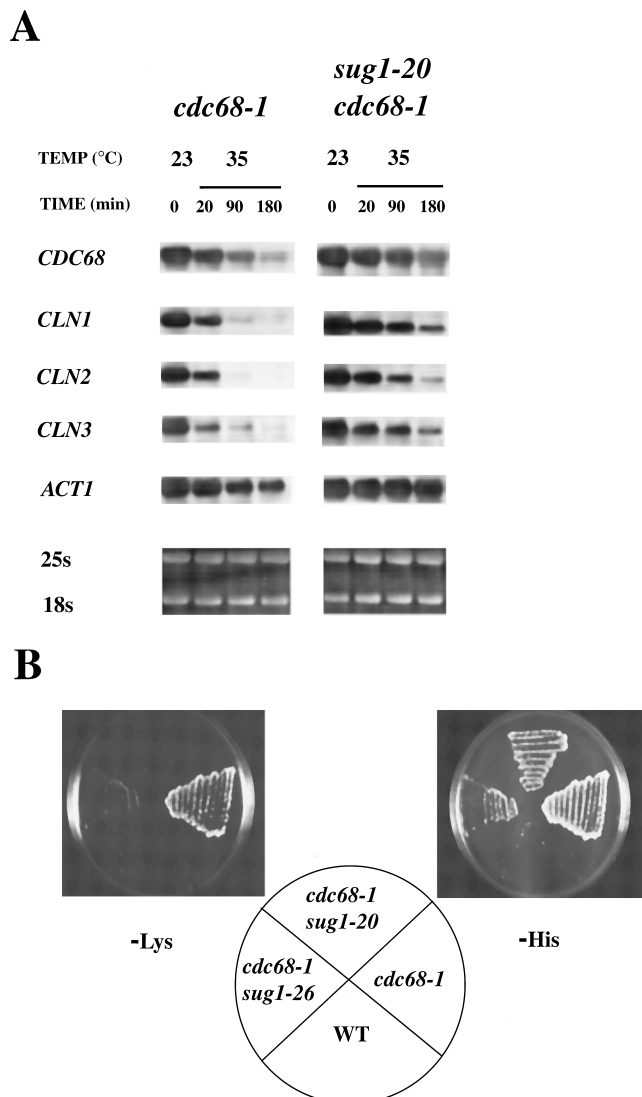 A
cdc68-1
sug1-20
cdc68-1
TEMP (°C) 23 35 23 35
TIME (min) 0 20 90 180 0 20 90 180
CDC68
CLN1
CLN2
CLN3
ACT1
25s
18s
B
-Lys
-His
cdc68-1
sug1-20
cdc68-1
sug1-26
cdc68-1
WT